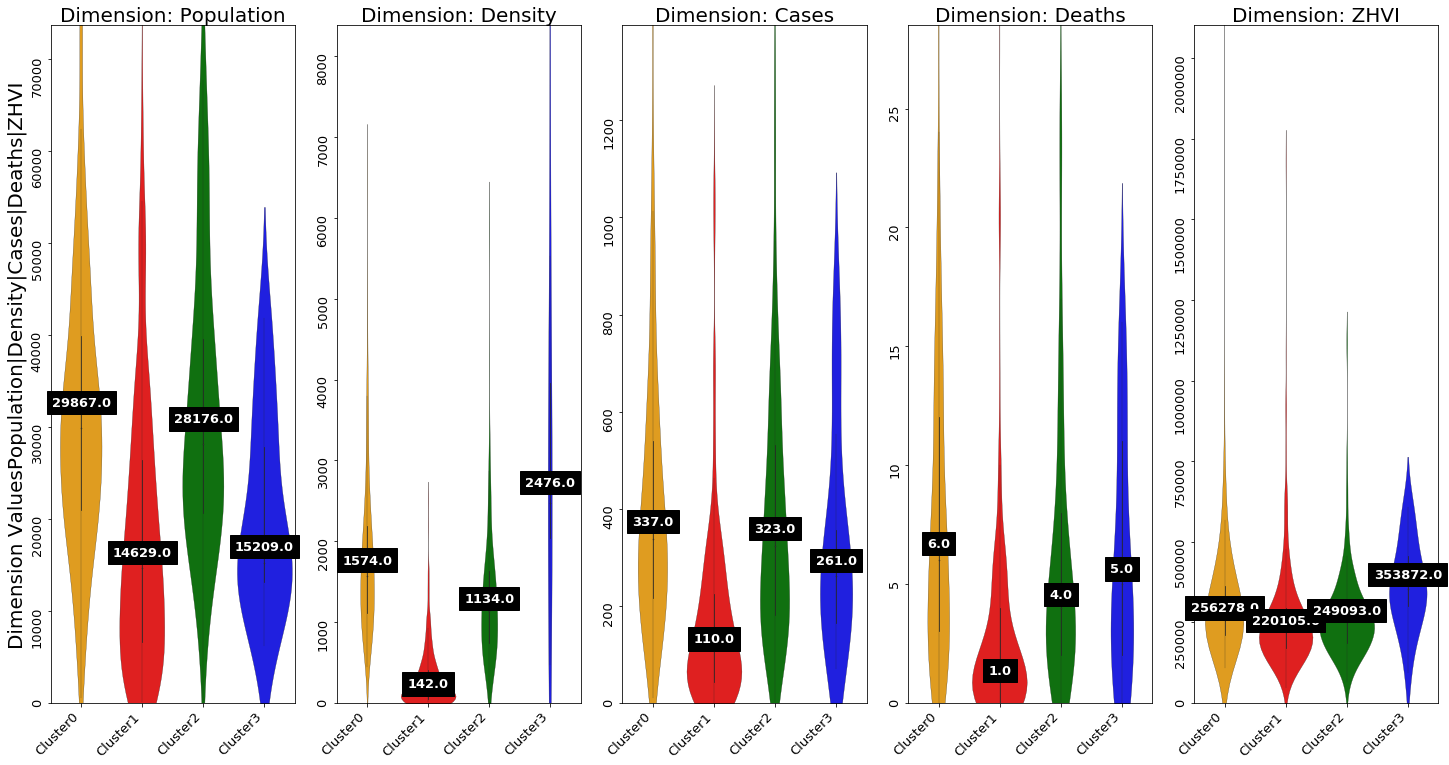 Dimension: Population
Dimension: Density
Dimension: Cases
Dimension: Deaths
Dimension: ZHVI
Dimension ValuesPopulation|Density|Cases|Deaths|ZHVI
70000
60000
50000
40000
30000
20000
10000
0
29867.0
14629.0
28176.0
15209.0
Cluster0
Cluster1
Cluster2
Cluster3
8000
7000
6000
5000
4000
3000
2000
1000
0
1574.0
142.0
1134.0
2476.0
Cluster0
Cluster1
Cluster2
Cluster3
1200
1000
800
600
400
200
0
337.0
110.0
323.0
261.0
Cluster0
Cluster1
Cluster2
Cluster3
25
20
15
10
5
0
6.0
1.0
4.0
5.0
Cluster0
Cluster1
Cluster2
Cluster3
2000000
1750000
1500000
1250000
1000000
750000
500000
250000
0
256278.0
220105.0
249093.0
353872.0
Cluster0
Cluster1
Cluster2
Cluster3